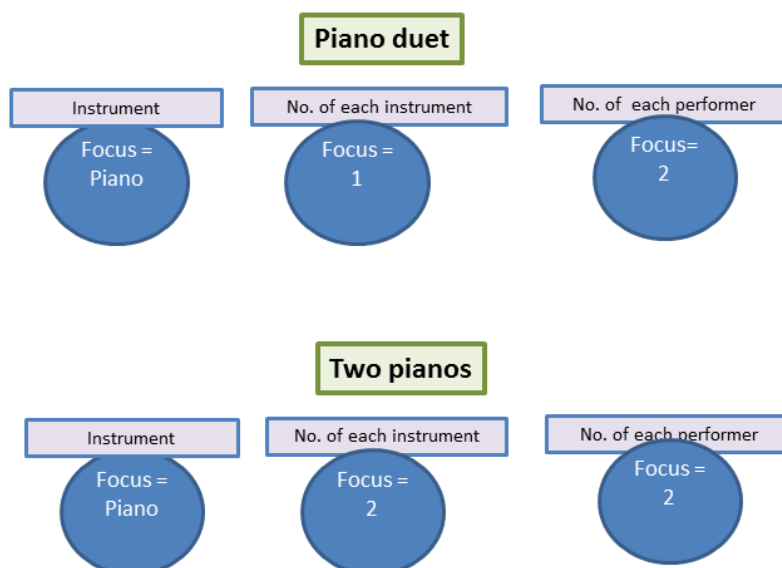 Piano duet
Instrument
No. of each instrument
No. of  each performer
Focus =
Piano
Focus =
1
Focus=
2
Two pianos
Instrument
No. of each instrument
No. of each performer
Focus =
Piano
Focus =
2
Focus =
2